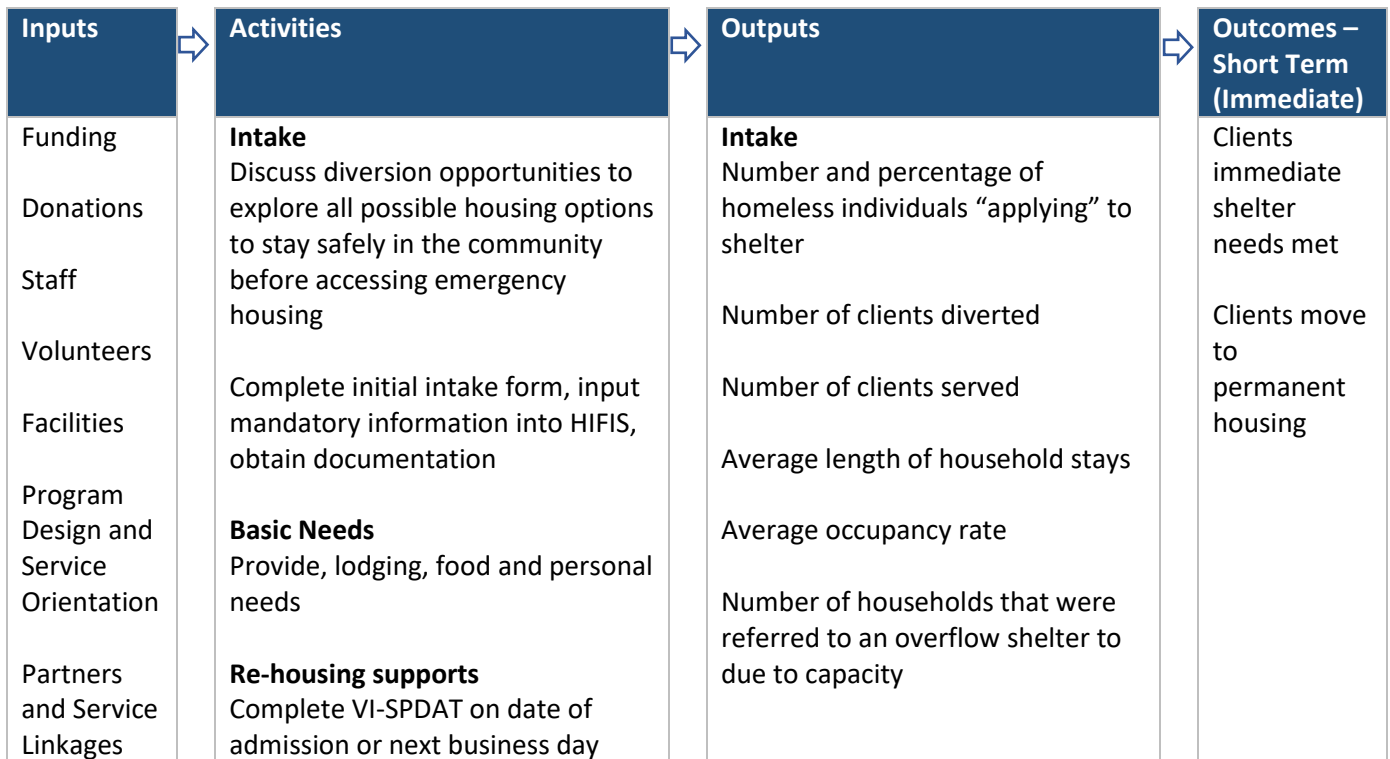 Inputs
Funding
Donations
Staff
Volunteers
Facilities
Program
Design and
Service
Orientation
Partners
and Service
Linkages
Activities
Intake
Discuss diversion opportunities to
explore all possible housing options
to stay safely in the community
before accessing emergency
housing
Complete initial intake form, input
mandatory information into HIFIS,
obtain documentation
Basic Needs
Provide, lodging, food and personal
needs
Re-housing supports
Complete VI-SPDAT on date of
admission or next business day
Outputs
Intake
Number and percentage of
homeless individuals “applying” to
shelter
Number of clients diverted
Number of clients served
Average length of household stays
Average occupancy rate
Number of households that were
referred to an overflow shelter to
due to capacity
Outcomes –
Short Term
(Immediate)
Clients
immediate
shelter
needs met
Clients move
to
permanent
housing